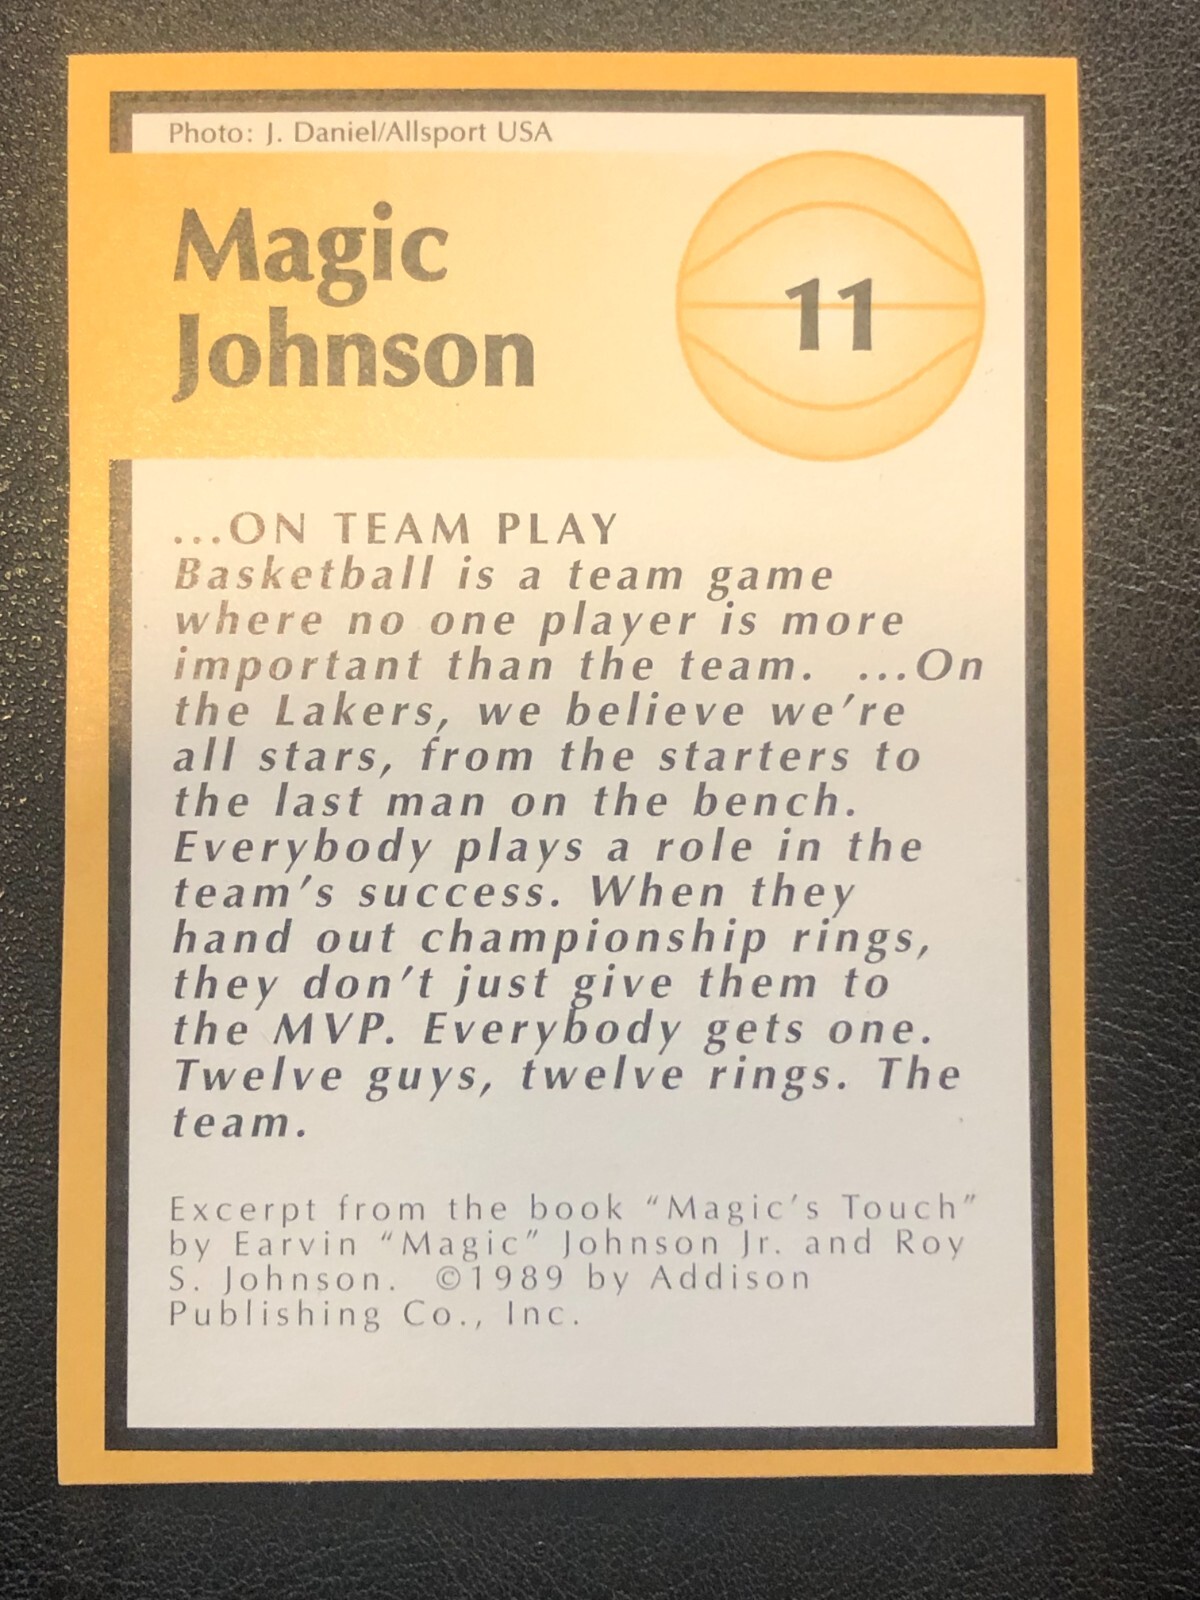 Photo: J. Daniel/Allsport USA
Magic
Johnson
11
...ON TEAM PLAY
Basketball is a team game
where no one player is more
important than the team. ...On
the Lakers, we believe we're
all stars, from the starters to
the last man on the bench.
Everybody plays a role in the
team's success. When they
hand out championship rings,
they don't just give them to
the MVP. Everybody gets one.
Twelve guys, twelve rings. The
team.
Excerpt from the book “Magic's Touch”
by Earvin “Magic” Johnson Jr. and Roy
S. Johnson. ©1989 by Addison
Publishing Co., Inc.